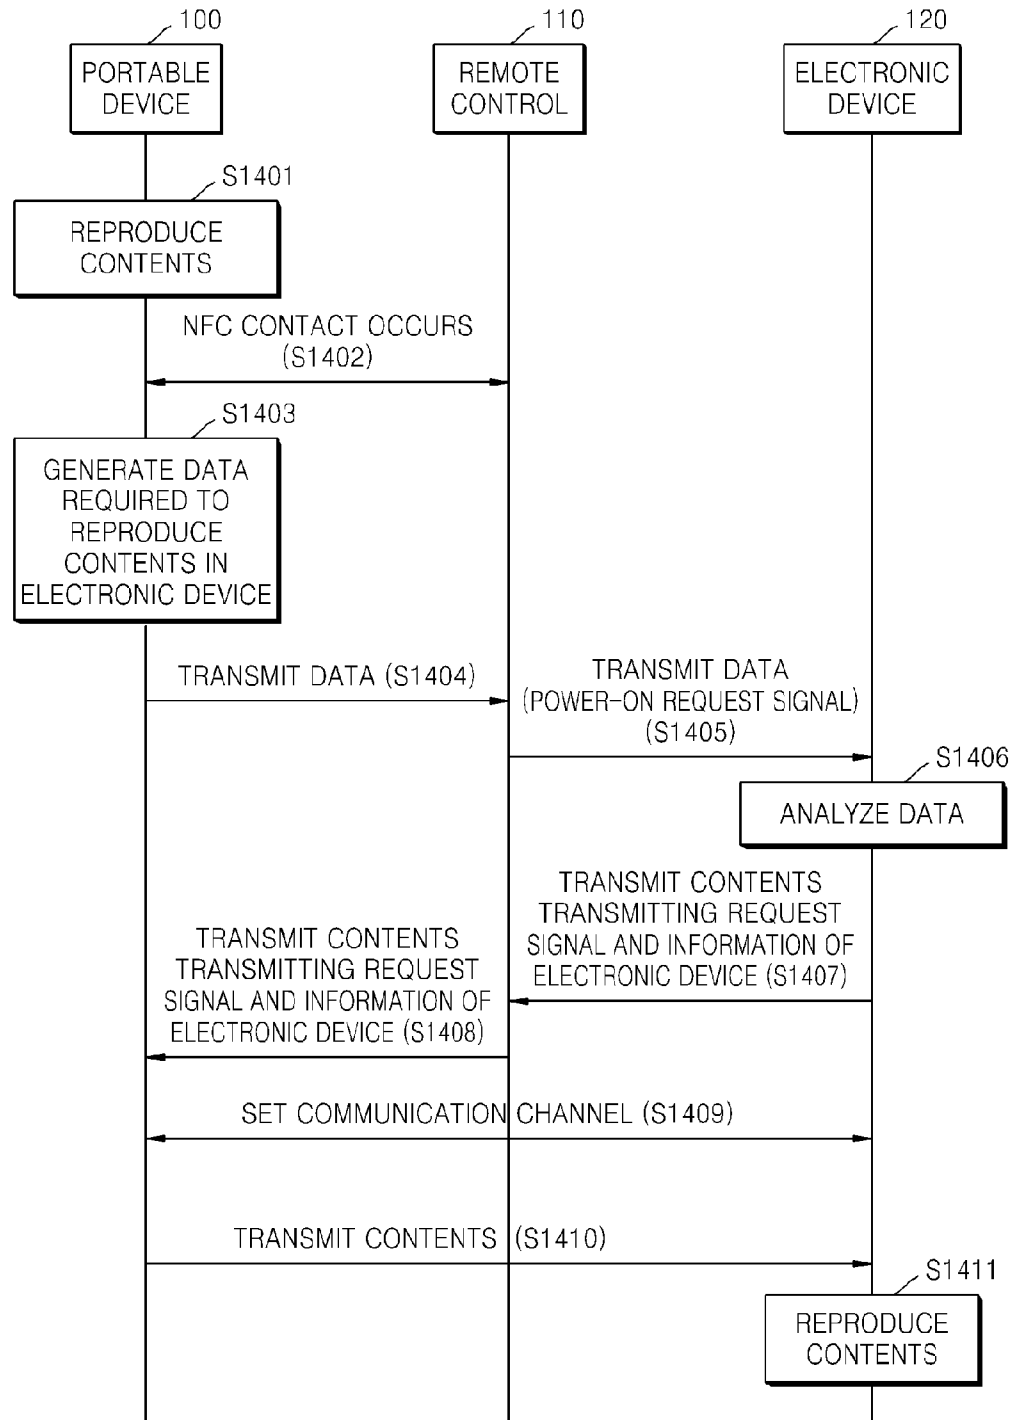 100
110
120
PORTABLE
DEVICE
REMOTE
CONTROL
ELECTRONIC
DEVICE
S1401
REPRODUCE
CONTENTS
NFC CONTACT OCCURS
(S1402)
S1403
GENERATE DATA
REQUIRED TO
REPRODUCE
CONTENTS IN
ELECTRONIC DEVICE
TRANSMIT DATA (S1404)
TRANSMIT DATA
(POWER-ON REQUEST SIGNAL)
(S1405)
S1406
ANALYZE DATA
TRANSMIT CONTENTS
TRANSMITTING REQUEST
SIGNAL AND INFORMATION OF
ELECTRONIC DEVICE (S1407)
TRANSMIT CONTENTS
TRANSMITTING REQUEST
SIGNAL AND INFORMATION OF
ELECTRONIC DEVICE (S1408)
SET COMMUNICATION CHANNEL (S1409)
TRANSMIT CONTENTS (S1410)
S1411
REPRODUCE
CONTENTS